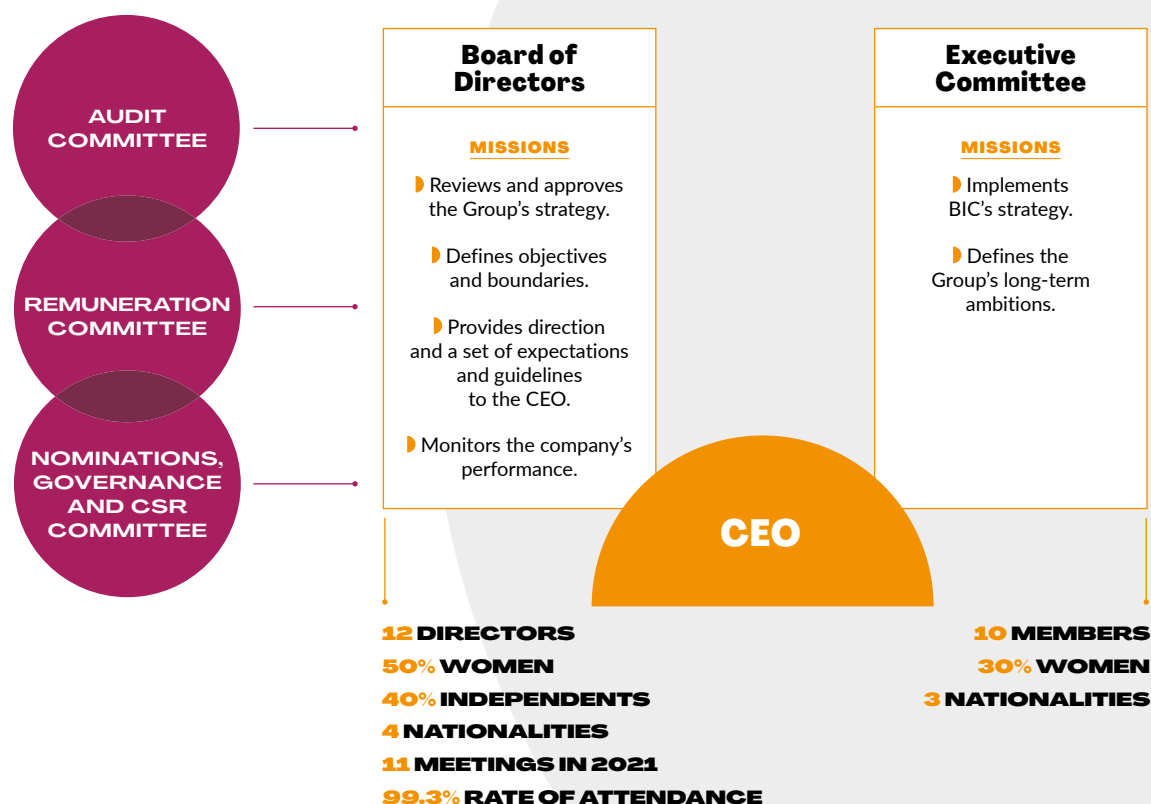 AUDIT
COMMITTEE
REMUNERATION
COMMITTEE
NOMINATIONS,
GOVERNANCE
AND CSR
COMMITTEE
Board of
Directors
MISSIONS
Reviews and approves
the Group's strategy.
Defines objectives
and boundaries.
Provides direction
and a set of expectations
and guidelines
to the CEO.
Monitors the company's
performance.
Executive
Committee
MISSIONS
Implements
BIC's strategy.
Defines the
Group's long-term
ambitions.
CEO
12 DIRECTORS
50% WOMEN
40% INDEPENDENTS
4 NATIONALITIES
11 MEETINGS IN 2021
99.3% RATE OF ATTENDANCE
10 MEMBERS
30% WOMEN
3 NATIONALITIES